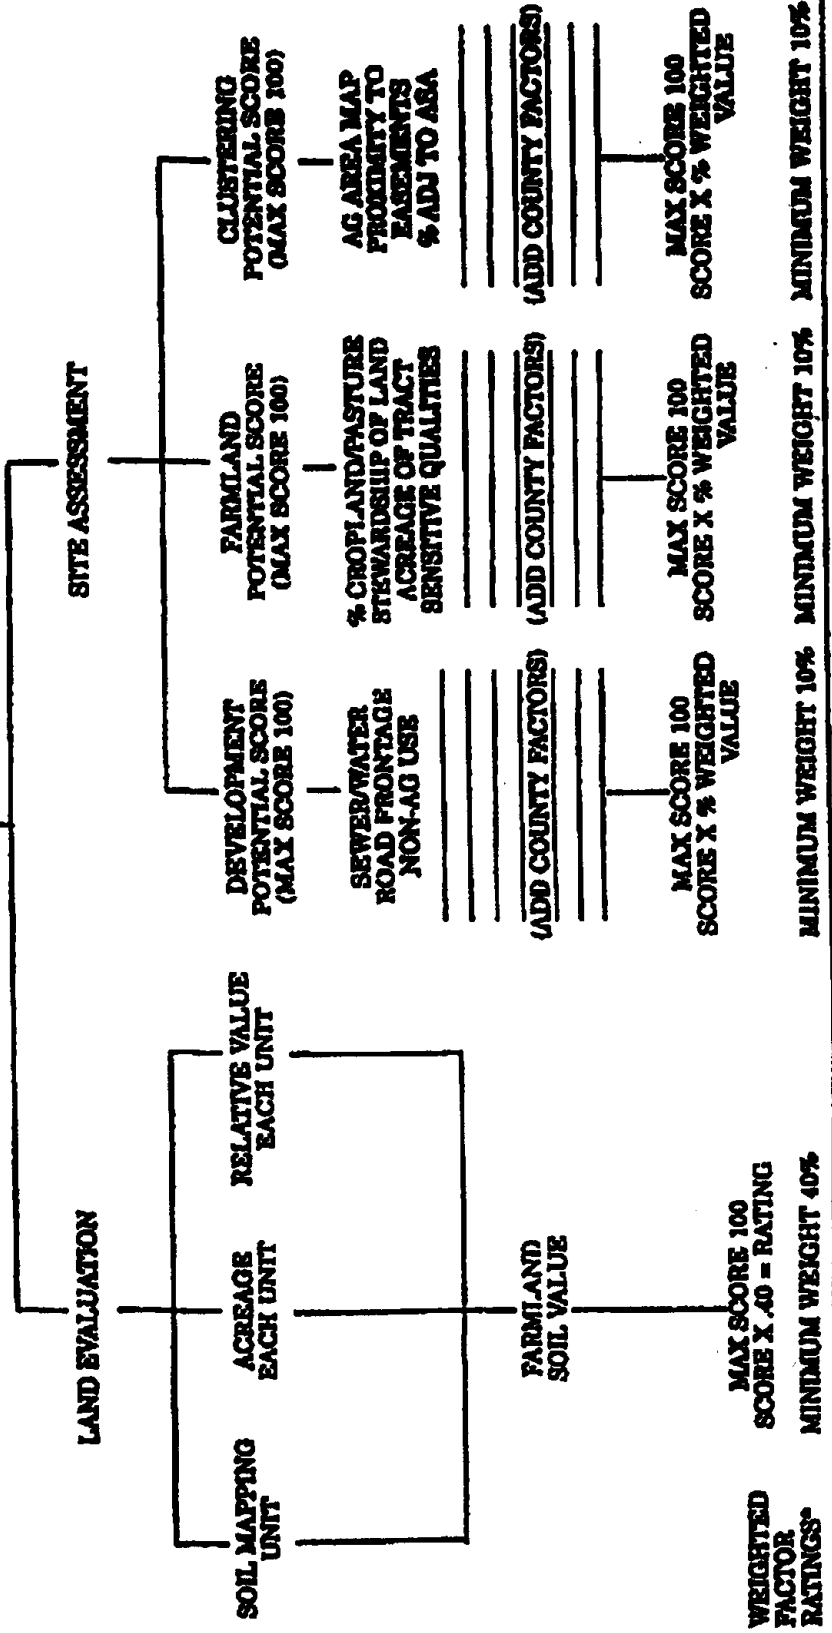 LAND EVALUATION
SITE ASSESSMENT
SOIL MAPPING
UNIT
ACREAGE
EACH UNIT
RELATIVE VALUE
EACH UNIT
DEVELOPMENT
POTENTIAL SCORE
(MAX SCORE 100)
FARMLAND
POTENTIAL SCORE
(MAX SCORE 100)
CLUSTERING
POTENTIAL SCORE
(MAX SCORE 100)
SEWER/WATER
ROAD FRONTAGE
NON-AG USE
% CROPLAND/PASTURE
STEWARDSHIP OF LAND
ACREAGE OF TRACT
SENSITIVE QUALITIES
AG AREA MAP
PROXIMITY TO
EASEMENTS
% ADJ TO ASA
FARMLAND
SOIL VALUE
(ADD COUNTY FACTORS)
(ADD COUNTY FACTORS)
(ADD COUNTY FACTORS)
MAX SCORE 100
SCORE X .40 = RATING
MAX SCORE 100
SCORE X % WEIGHTED
VALUE
MAX SCORE 100
SCORE X % WEIGHTED
VALUE
MAX SCORE 100
SCORE X % WEIGHTED
VALUE
WEIGHTED
FACTOR
RATINGS*
MINIMUM WEIGHT 40%
MINIMUM WEIGHT 10%
MINIMUM WEIGHT 10%
MINIMUM WEIGHT 10%